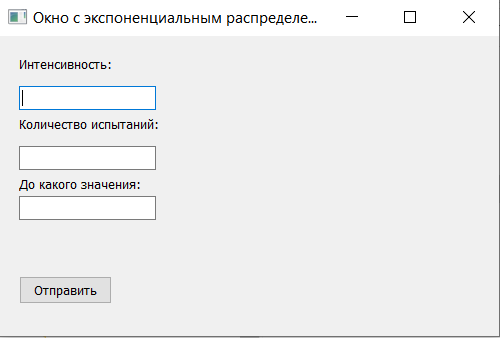 Окно с экспоненциальным распределе...
Интенсивность:
Количество испытаний:
До какого значения:
Отправить